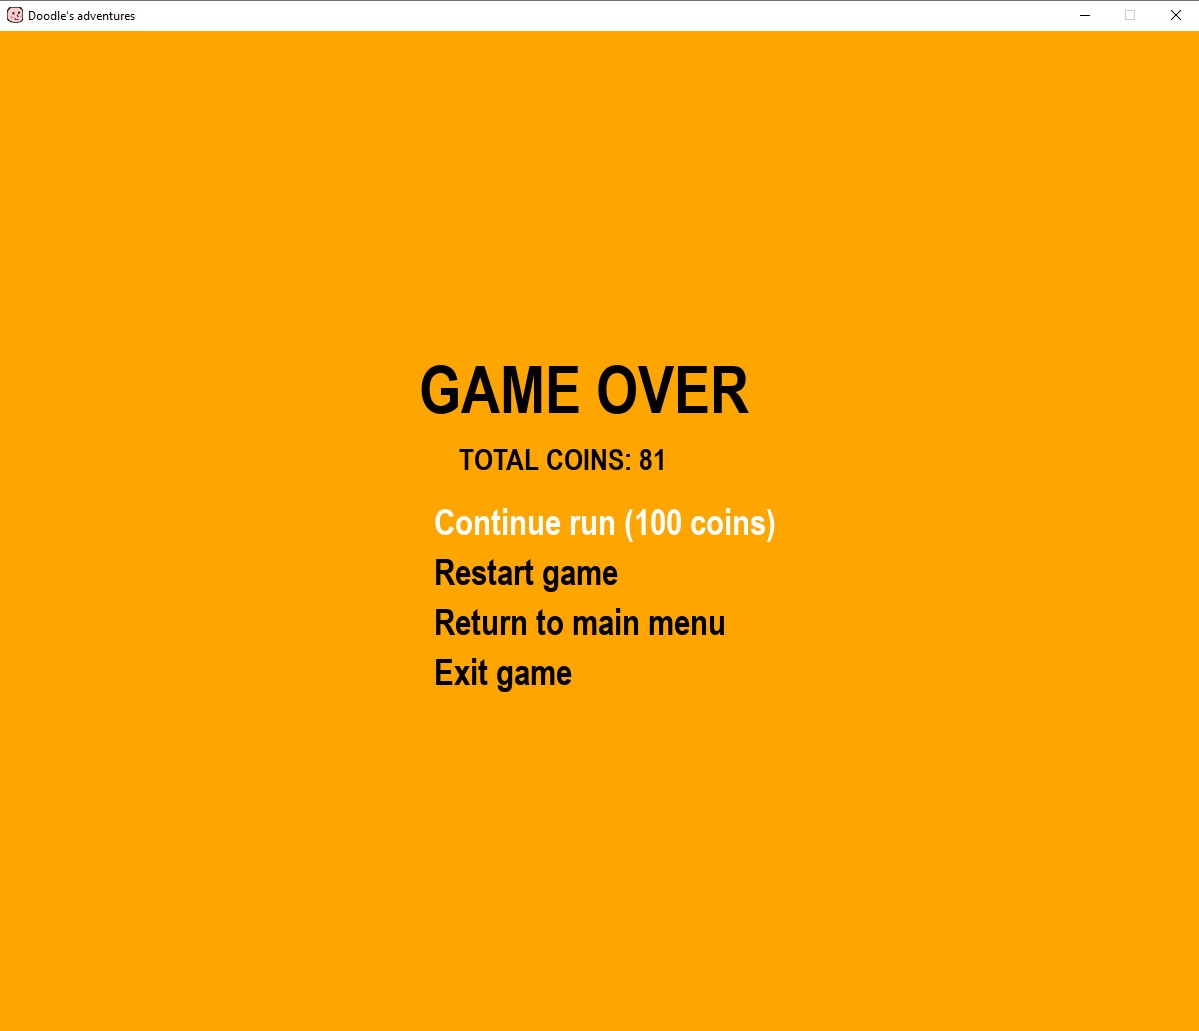 Doodle's adventures
GAME OVER
TOTAL COINS: 81
Continue run (100 coins)
Restart game
Return to main menu
Exit game